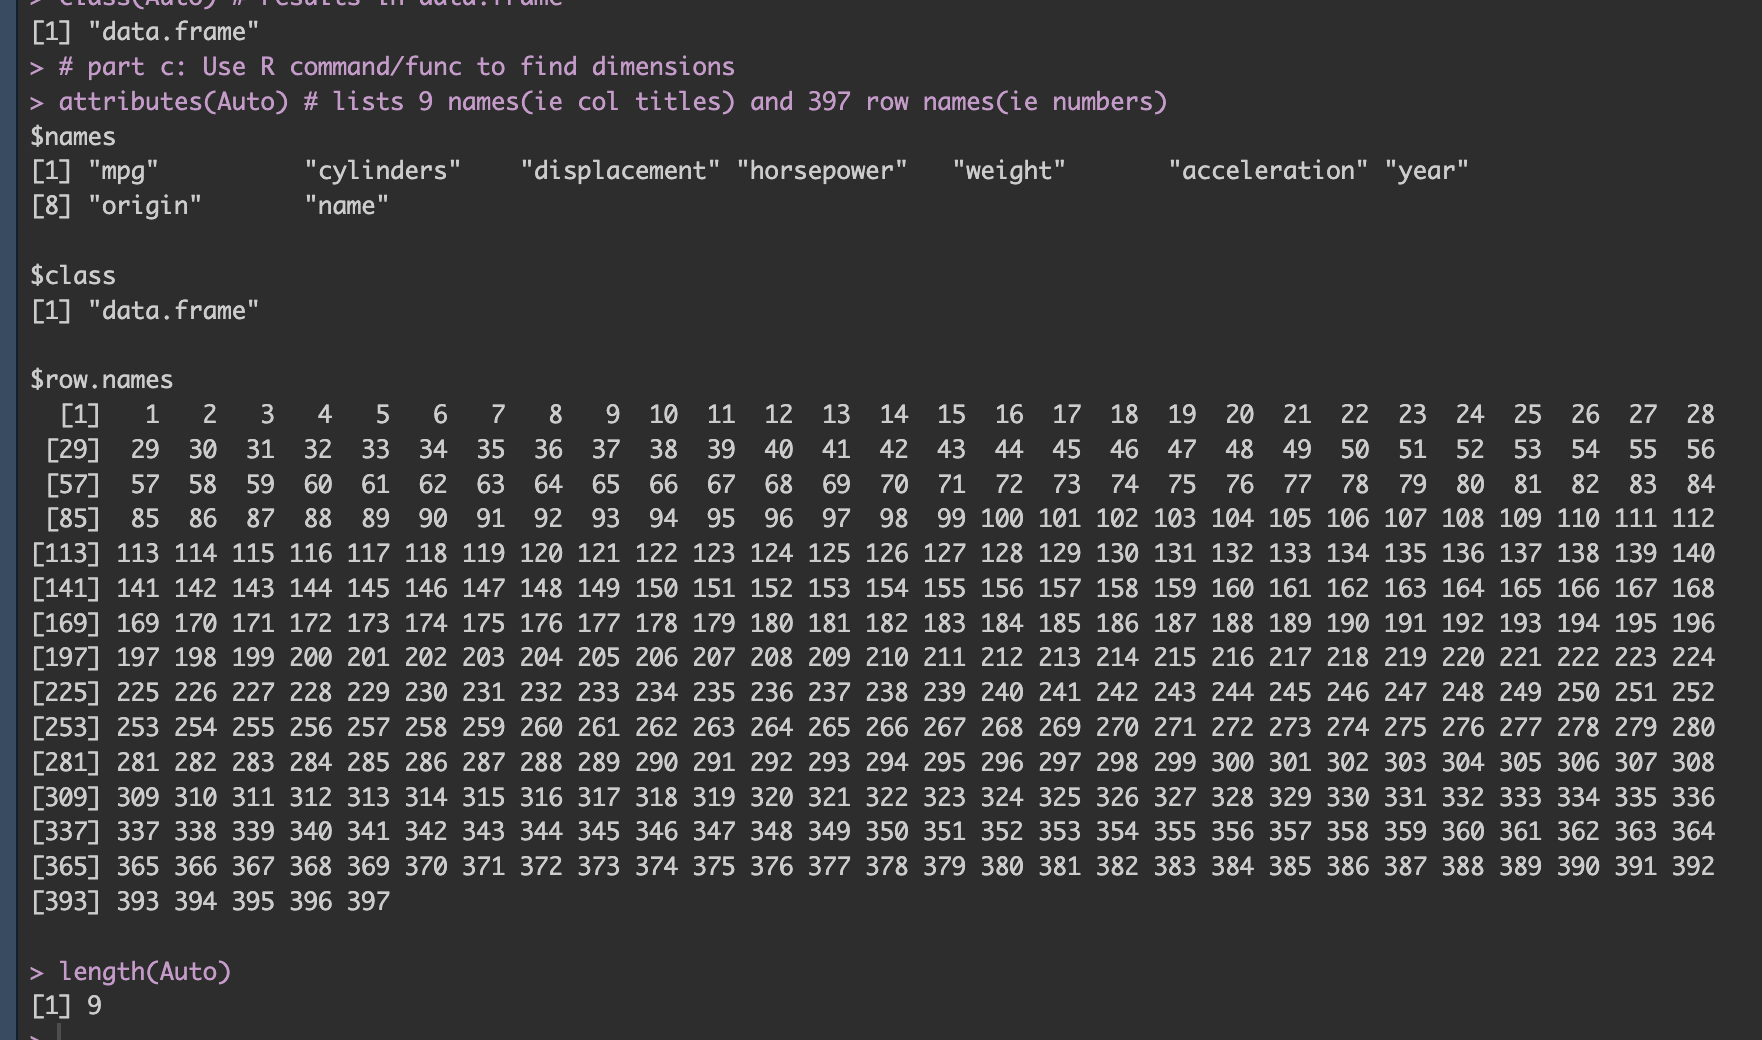 > class(Auto) # results in data.frame
[1] "data.frame"
> # part c: Use R command/func to find dimensions
> attributes(Auto) # lists 9 names(ie col titles) and 397 row names(ie numbers)
$names
[1] "mpg"          "cylinders"    "displacement" "horsepower"   "weight"       "acceleration" "year"
[8] "origin"       "name"
$class
[1] "data.frame"
$row.names
  [1]   1   2   3   4   5   6   7   8   9  10  11  12  13  14  15  16  17  18  19  20  21  22  23  24  25  26  27  28
 [29]  29  30  31  32  33  34  35  36  37  38  39  40  41  42  43  44  45  46  47  48  49  50  51  52  53  54  55  56
 [57]  57  58  59  60  61  62  63  64  65  66  67  68  69  70  71  72  73  74  75  76  77  78  79  80  81  82  83  84
 [85]  85  86  87  88  89  90  91  92  93  94  95  96  97  98  99 100 101 102 103 104 105 106 107 108 109 110 111 112
[113] 113 114 115 116 117 118 119 120 121 122 123 124 125 126 127 128 129 130 131 132 133 134 135 136 137 138 139 140
[141] 141 142 143 144 145 146 147 148 149 150 151 152 153 154 155 156 157 158 159 160 161 162 163 164 165 166 167 168
[169] 169 170 171 172 173 174 175 176 177 178 179 180 181 182 183 184 185 186 187 188 189 190 191 192 193 194 195 196
[197] 197 198 199 200 201 202 203 204 205 206 207 208 209 210 211 212 213 214 215 216 217 218 219 220 221 222 223 224
[225] 225 226 227 228 229 230 231 232 233 234 235 236 237 238 239 240 241 242 243 244 245 246 247 248 249 250 251 252
[253] 253 254 255 256 257 258 259 260 261 262 263 264 265 266 267 268 269 270 271 272 273 274 275 276 277 278 279 280
[281] 281 282 283 284 285 286 287 288 289 290 291 292 293 294 295 296 297 298 299 300 301 302 303 304 305 306 307 308
[309] 309 310 311 312 313 314 315 316 317 318 319 320 321 322 323 324 325 326 327 328 329 330 331 332 333 334 335 336
[337] 337 338 339 340 341 342 343 344 345 346 347 348 349 350 351 352 353 354 355 356 357 358 359 360 361 362 363 364
[365] 365 366 367 368 369 370 371 372 373 374 375 376 377 378 379 380 381 382 383 384 385 386 387 388 389 390 391 392
[393] 393 394 395 396 397
> length(Auto)
[1] 9
>